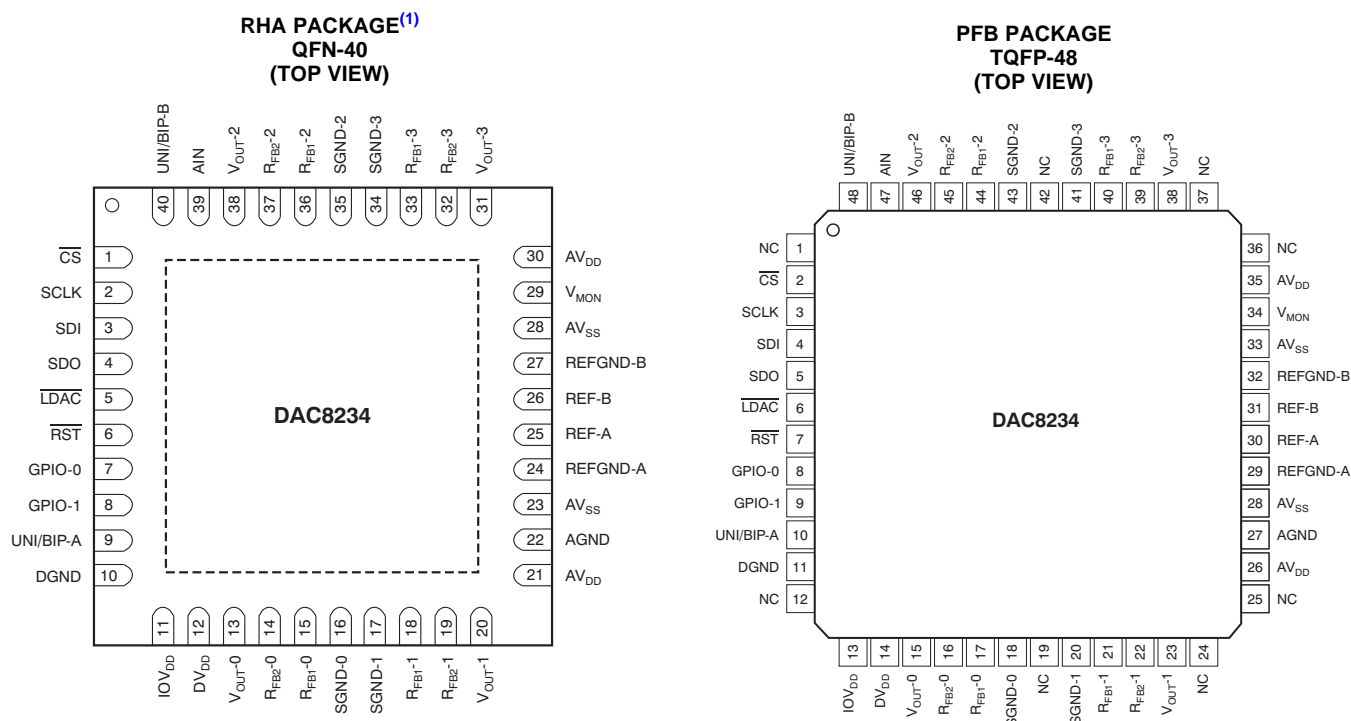 RHA PACKAGE(1)
QFN-40
(TOP VIEW)
UNI/BIP-B
AIN
VOUT-2
RFB2-2
RFB1-2
SGND-2
SGND-3
RFB1-3
RFB2-3
VOUT-3
40 39 38 37 36 35 34 33 32 31
CS 1
SCLK 2
SDI 3
SDO 4
LDAC 5
RST 6
GPIO-0 7
GPIO-1 8
UNI/BIP-A 9
DGND 10
DAC8234
30 AVDD
29 VMON
28 AVSS
27 REFGND-B
26 REF-B
25 REF-A
24 REFGND-A
23 AVSS
22 AGND
21 AVDD
11 12 13 14 15 16 17 18 19 20
IOVDD
DVDD
VOUT-0
RFB2-0
RFB1-0
SGND-0
SGND-1
RFB1-1
RFB2-1
VOUT-1
PFB PACKAGE
TQFP-48
(TOP VIEW)
UNI/BIP-B
AIN
VOUT-2
RFB2-2
RFB1-2
SGND-2
NC
SGND-3
RFB1-3
RFB2-3
VOUT-3
NC
48 47 46 45 44 43 42 41 40 39 38 37
NC 1
CS 2
SCLK 3
SDI 4
SDO 5
LDAC 6
RST 7
GPIO-0 8
GPIO-1 9
UNI/BIP-A 10
DGND 11
NC 12
DAC8234
36 NC
35 AVDD
34 VMON
33 AVSS
32 REFGND-B
31 REF-B
30 REF-A
29 REFGND-A
28 AVSS
27 AGND
26 AVDD
25 NC
13 14 15 16 17 18 19 20 21 22 23 24
IOVDD
DVDD
VOUT-0
RFB2-0
RFB1-0
SGND-0
NC
SGND-1
RFB1-1
RFB2-1
VOUT-1
NC